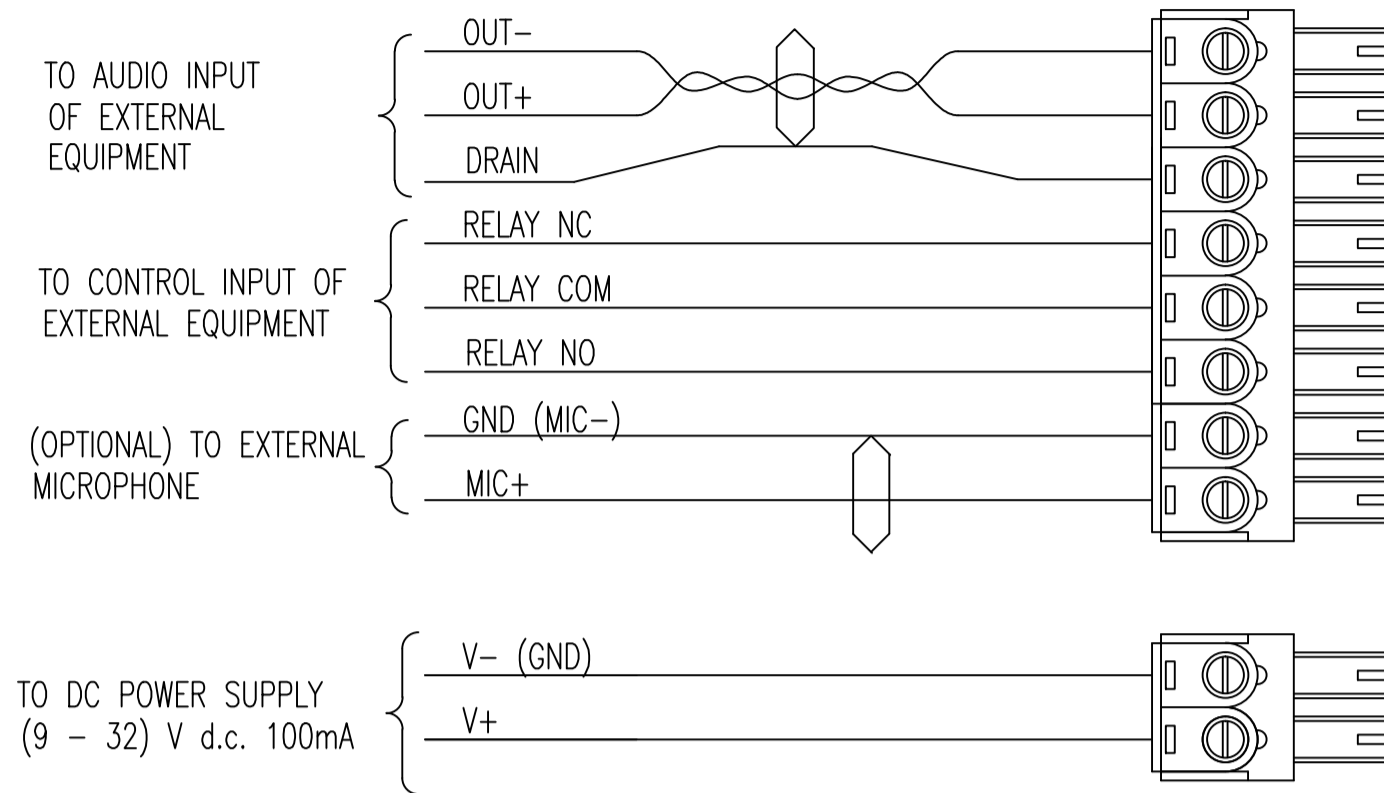 OUT−
TO AUDIO INPUT
OF EXTERNAL
EQUIPMENT
OUT+
DRAIN
RELAY NC
TO CONTROL INPUT OF
EXTERNAL EQUIPMENT
RELAY COM
RELAY NO
GND (MIC−)
(OPTIONAL) TO EXTERNAL
MICROPHONE
MIC+
V− (GND)
TO DC POWER SUPPLY
(9 − 32) V d.c. 100mA
V+